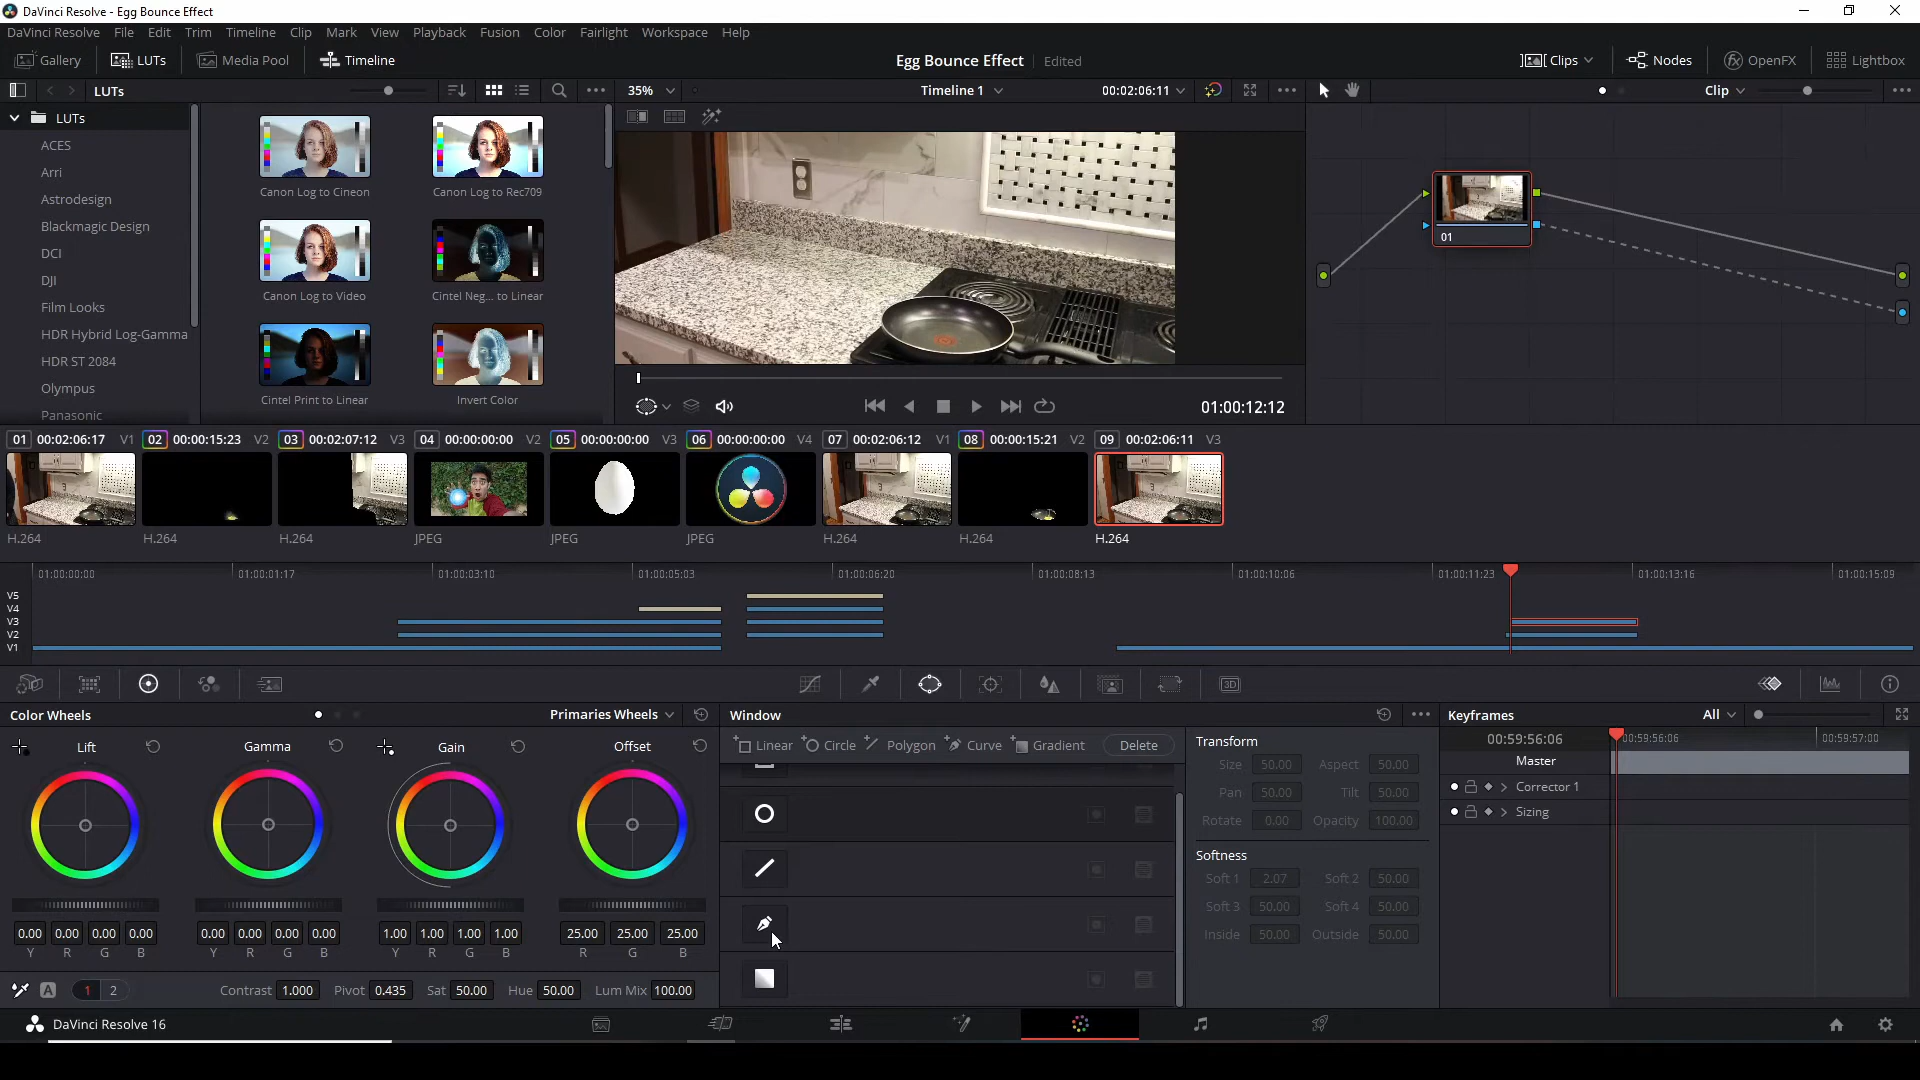 DaVinci Resolve - Egg Bounce Effect
DaVinci Resolve File Edit Trim Timeline Clip Mark View Playback Fusion Color Fairlight Workspace Help
Gallery LUTs Media Pool Timeline Egg Bounce Effect Edited Clips Nodes OpenFX Lightbox
LUTs 35% Timeline 1 00:02:06:11 Clip
LUTs
ACES
Arri
Astrodesign
Blackmagic Design
DCI
DJI
Film Looks
HDR Hybrid Log-Gamma
HDR ST 2084
Olympus
Panasonic
Canon Log to Cineon Canon Log to Rec709
Canon Log to Video Cintel Neg... to Linear
Cintel Print to Linear Invert Color
01
01:00:12:12
01 00:02:06:17 V1 02 00:00:15:23 V2 03 00:02:07:12 V3 04 00:00:00:00 V2 05 00:00:00:00 V3 06 00:00:00:00 V4 07 00:02:06:12 V1 08 00:00:15:21 V2 09 00:02:06:11 V3
H.264 H.264 H.264 JPEG JPEG JPEG H.264 H.264 H.264
01:00:00:00 01:00:01:17 01:00:03:10 01:00:05:03 01:00:06:20 01:00:08:13 01:00:10:06 01:00:11:23 01:00:13:16 01:00:15:09
V5
V4
V3
V2
V1
3D
Color Wheels Primaries Wheels
Lift Gamma Gain Offset
0.00 0.00 0.00 0.00 0.00 0.00 0.00 0.00 1.00 1.00 1.00 1.00 25.00 25.00 25.00
Y R G B Y R G B Y R G B R G B
A 1 2 Contrast 1.000 Pivot 0.435 Sat 50.00 Hue 50.00 Lum Mix 100.00
Window
Linear Circle Polygon Curve Gradient Delete
Transform
Size 50.00 Aspect 50.00
Pan 50.00 Tilt 50.00
Rotate 0.00 Opacity 100.00
Softness
Soft 1 2.07 Soft 2 50.00
Soft 3 50.00 Soft 4 50.00
Inside 50.00 Outside 50.00
Keyframes All
00:59:56:06 00:59:56:06 00:59:57:00
Master
Corrector 1
Sizing
DaVinci Resolve 16